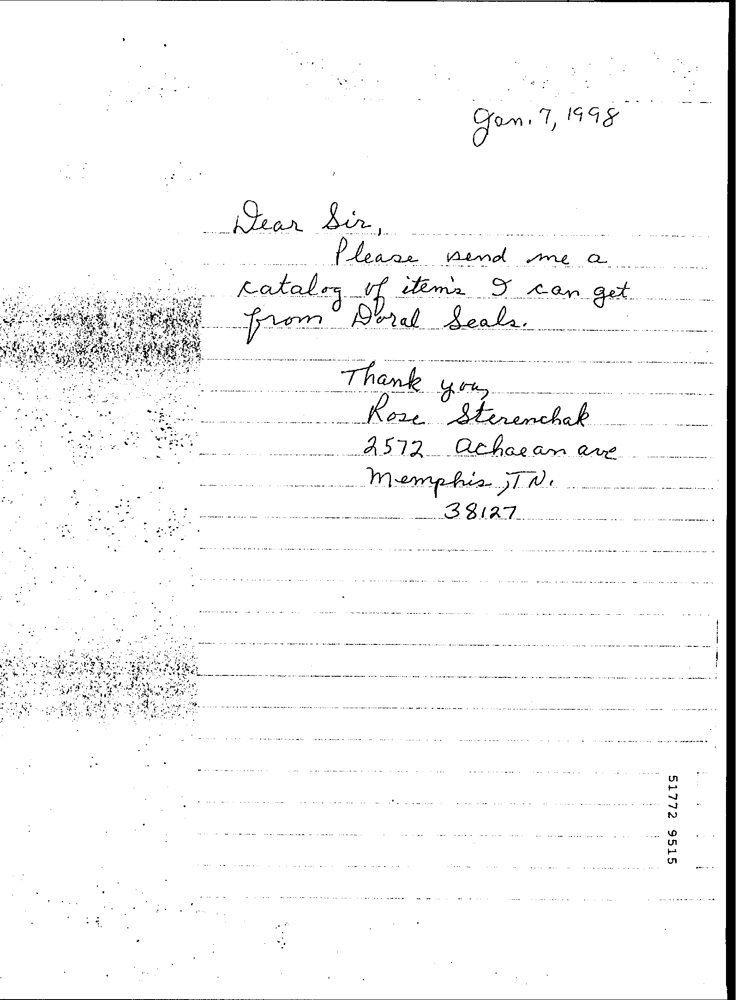 Jan. 7, 1998
Dear Sir,
Please send me a
catalog of item's I can get
from Doral Seals.
Thank you,
Rose Sterenchak
2572 Achaean ave
Memphis, TN.
38127
51772 9515